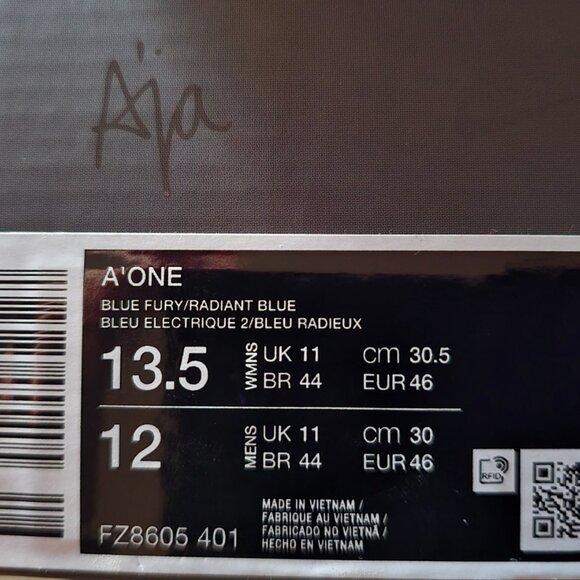 A'ja
A'ONE
BLUE FURY/RADIANT BLUE
BLEU ELECTRIQUE 2/BLEU RADIEUX
13.5 WMNS UK 11 cm 30.5
BR 44 EUR 46
12 MENS UK 11 cm 30
BR 44 EUR 46
RFID
MADE IN VIETNAM /
FABRIQUE AU VIETNAM /
FABRICADO NO VIETNÃ /
HECHO EN VIETNAM
FZ8605 401